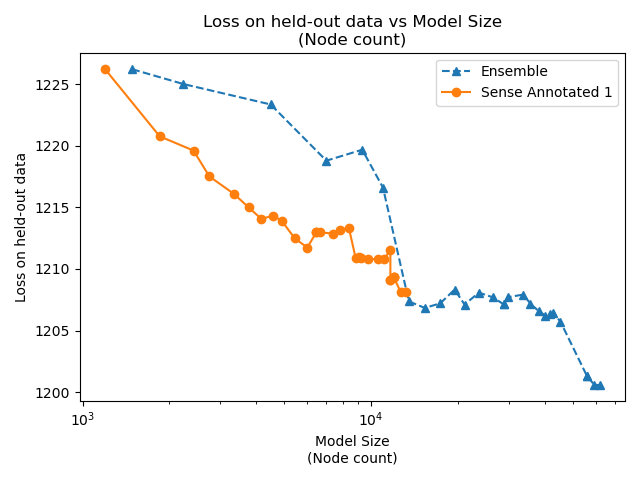 Loss on held-out data vs Model Size
(Node count)
Ensemble
Sense Annotated 1
Loss on held-out data
1225
1220
1215
1210
1205
1200
10³
10⁴
Model Size
(Node count)